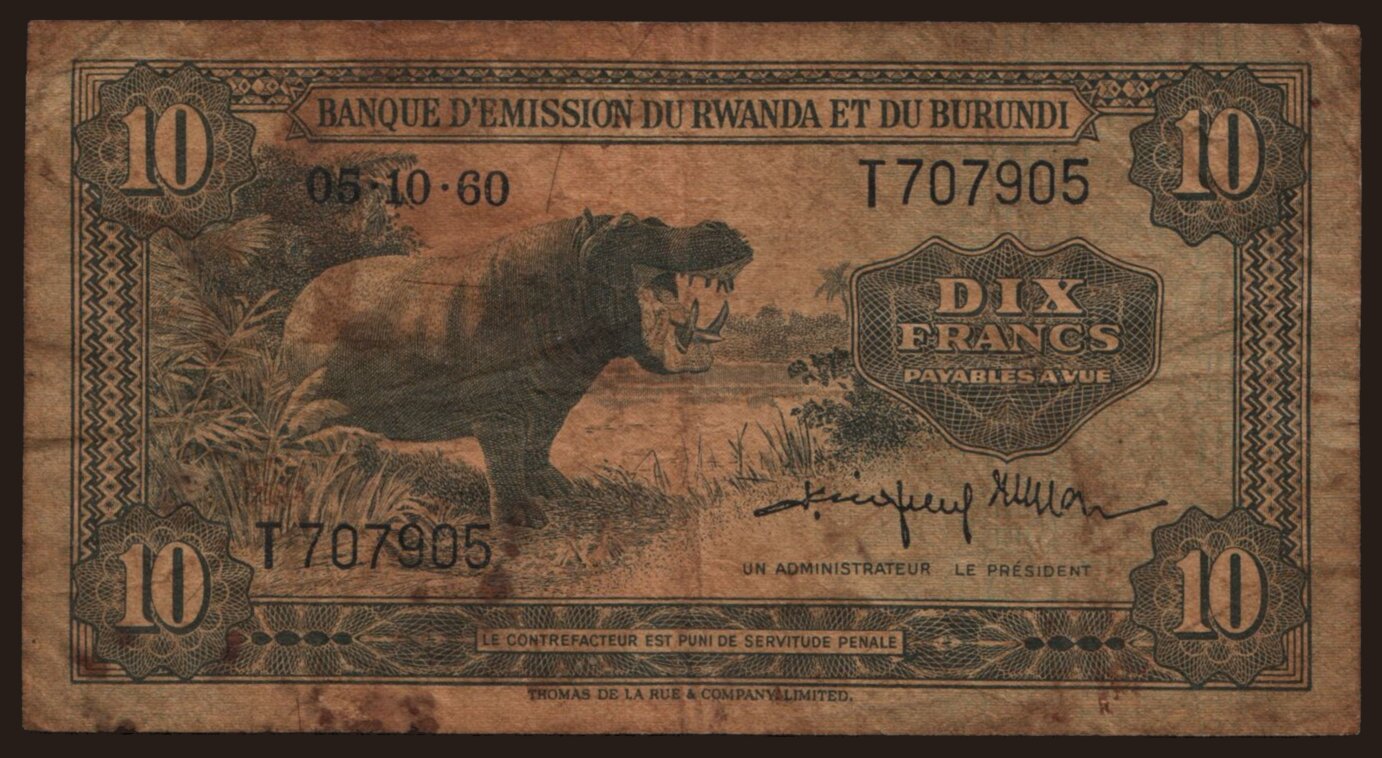 10 BANQUE D'EMISSION DU RWANDA ET DU BURUNDI 10
05·10·60 T707905
DIX
FRANCS
PAYABLES A VUE
T707905
UN ADMINISTRATEUR LE PRÉSIDENT
10 LE CONTREFACTEUR EST PUNI DE SERVITUDE PENALE 10
THOMAS DE LA RUE & COMPANY, LIMITED.